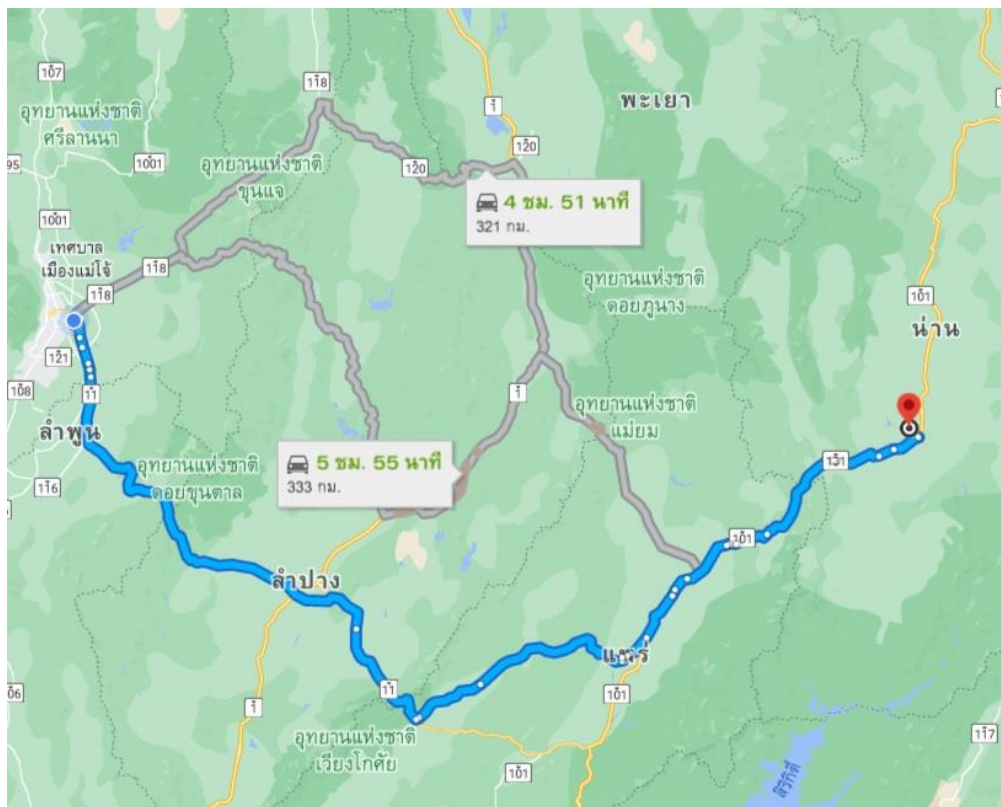 107
118
1
พะเยา
อุทยานแห่งชาติ
ศรีลานนา
95
1001
อุทยานแห่งชาติ
ขุนแจ
120
120
4 ชม. 51 นาที
321 กม.
1001
เทศบาล
เมืองแม่โจ้
118
118
อุทยานแห่งชาติ
ดอยภูนาง
101
น่าน
121
108
11
1
อุทยานแห่งชาติ
แม่ยม
ลำพูน
อุทยานแห่งชาติ
ดอยขุนตาล
5 ชม. 55 นาที
333 กม.
116
101
101
ลำปาง
แพร่
06
1
11
101
อุทยานแห่งชาติ
เวียงโกศัย
101
117
สิริกิติ์